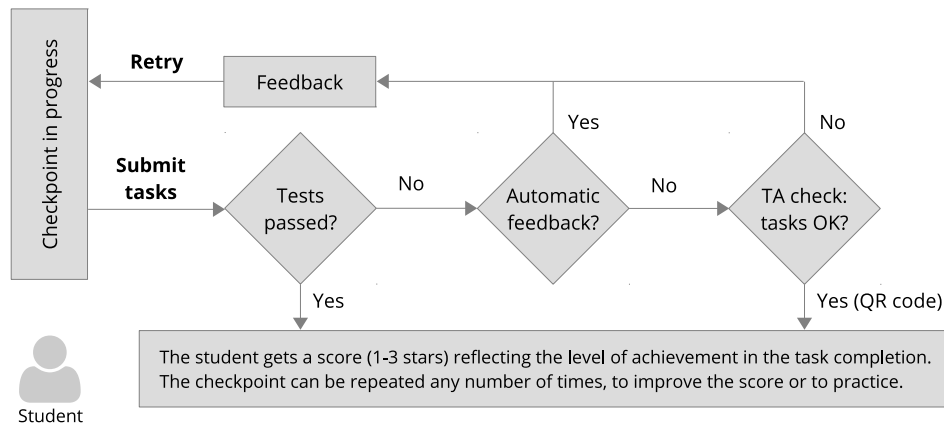 Checkpoint in progress
Retry
Feedback
Yes
No
Submit
tasks
Tests
passed?
No
Automatic
feedback?
No
TA check:
tasks OK?
Yes
Yes (QR code)
The student gets a score (1-3 stars) reflecting the level of achievement in the task completion.
The checkpoint can be repeated any number of times, to improve the score or to practice.
Student